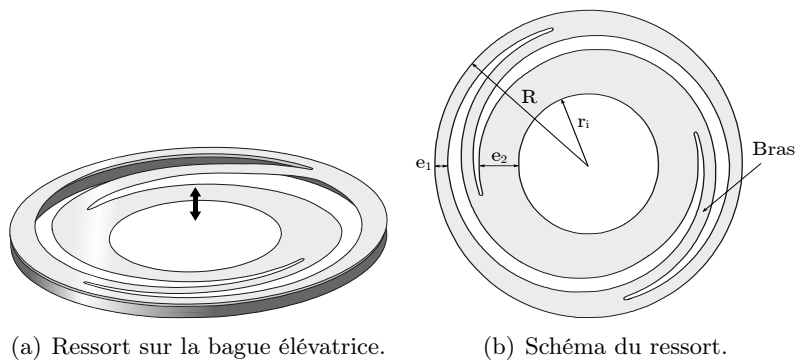 R
rᵢ
e₁
e₂
Bras
(a) Ressort sur la bague élévatrice.
(b) Schéma du ressort.